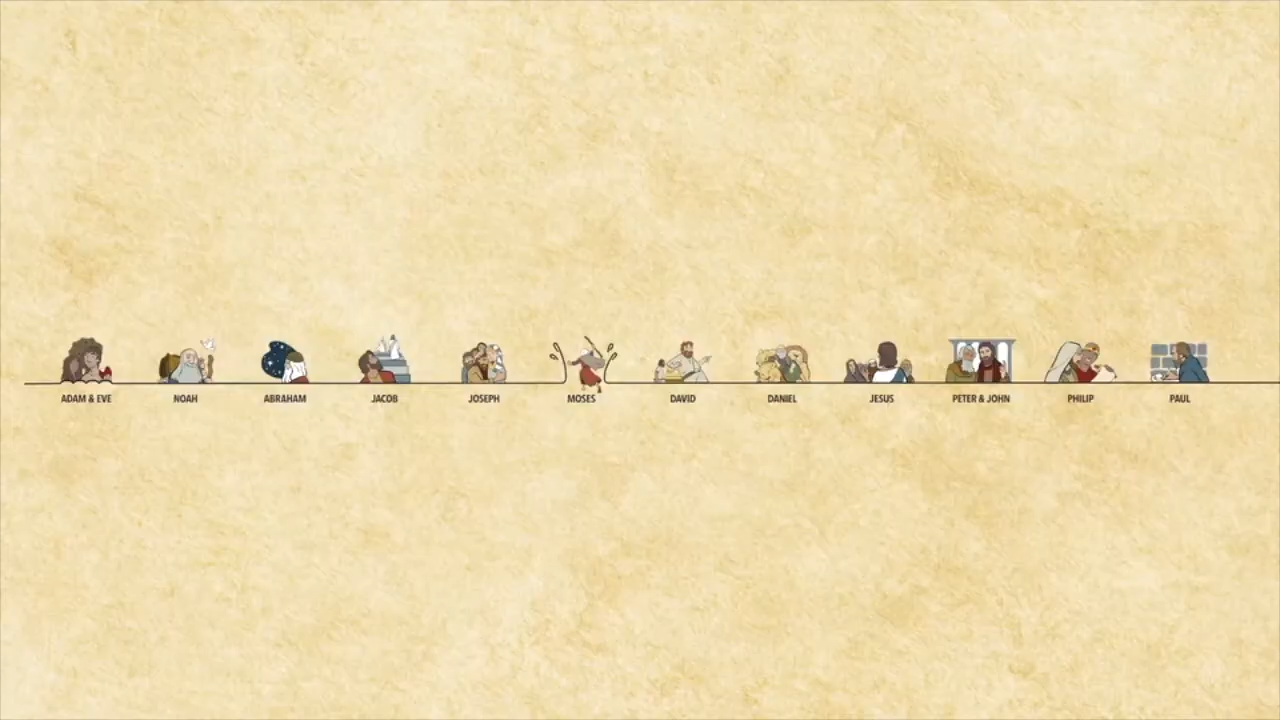 ADAM & EVE
NOAH
ABRAHAM
JACOB
JOSEPH
MOSES
DAVID
DANIEL
JESUS
PETER & JOHN
PHILIP
PAUL